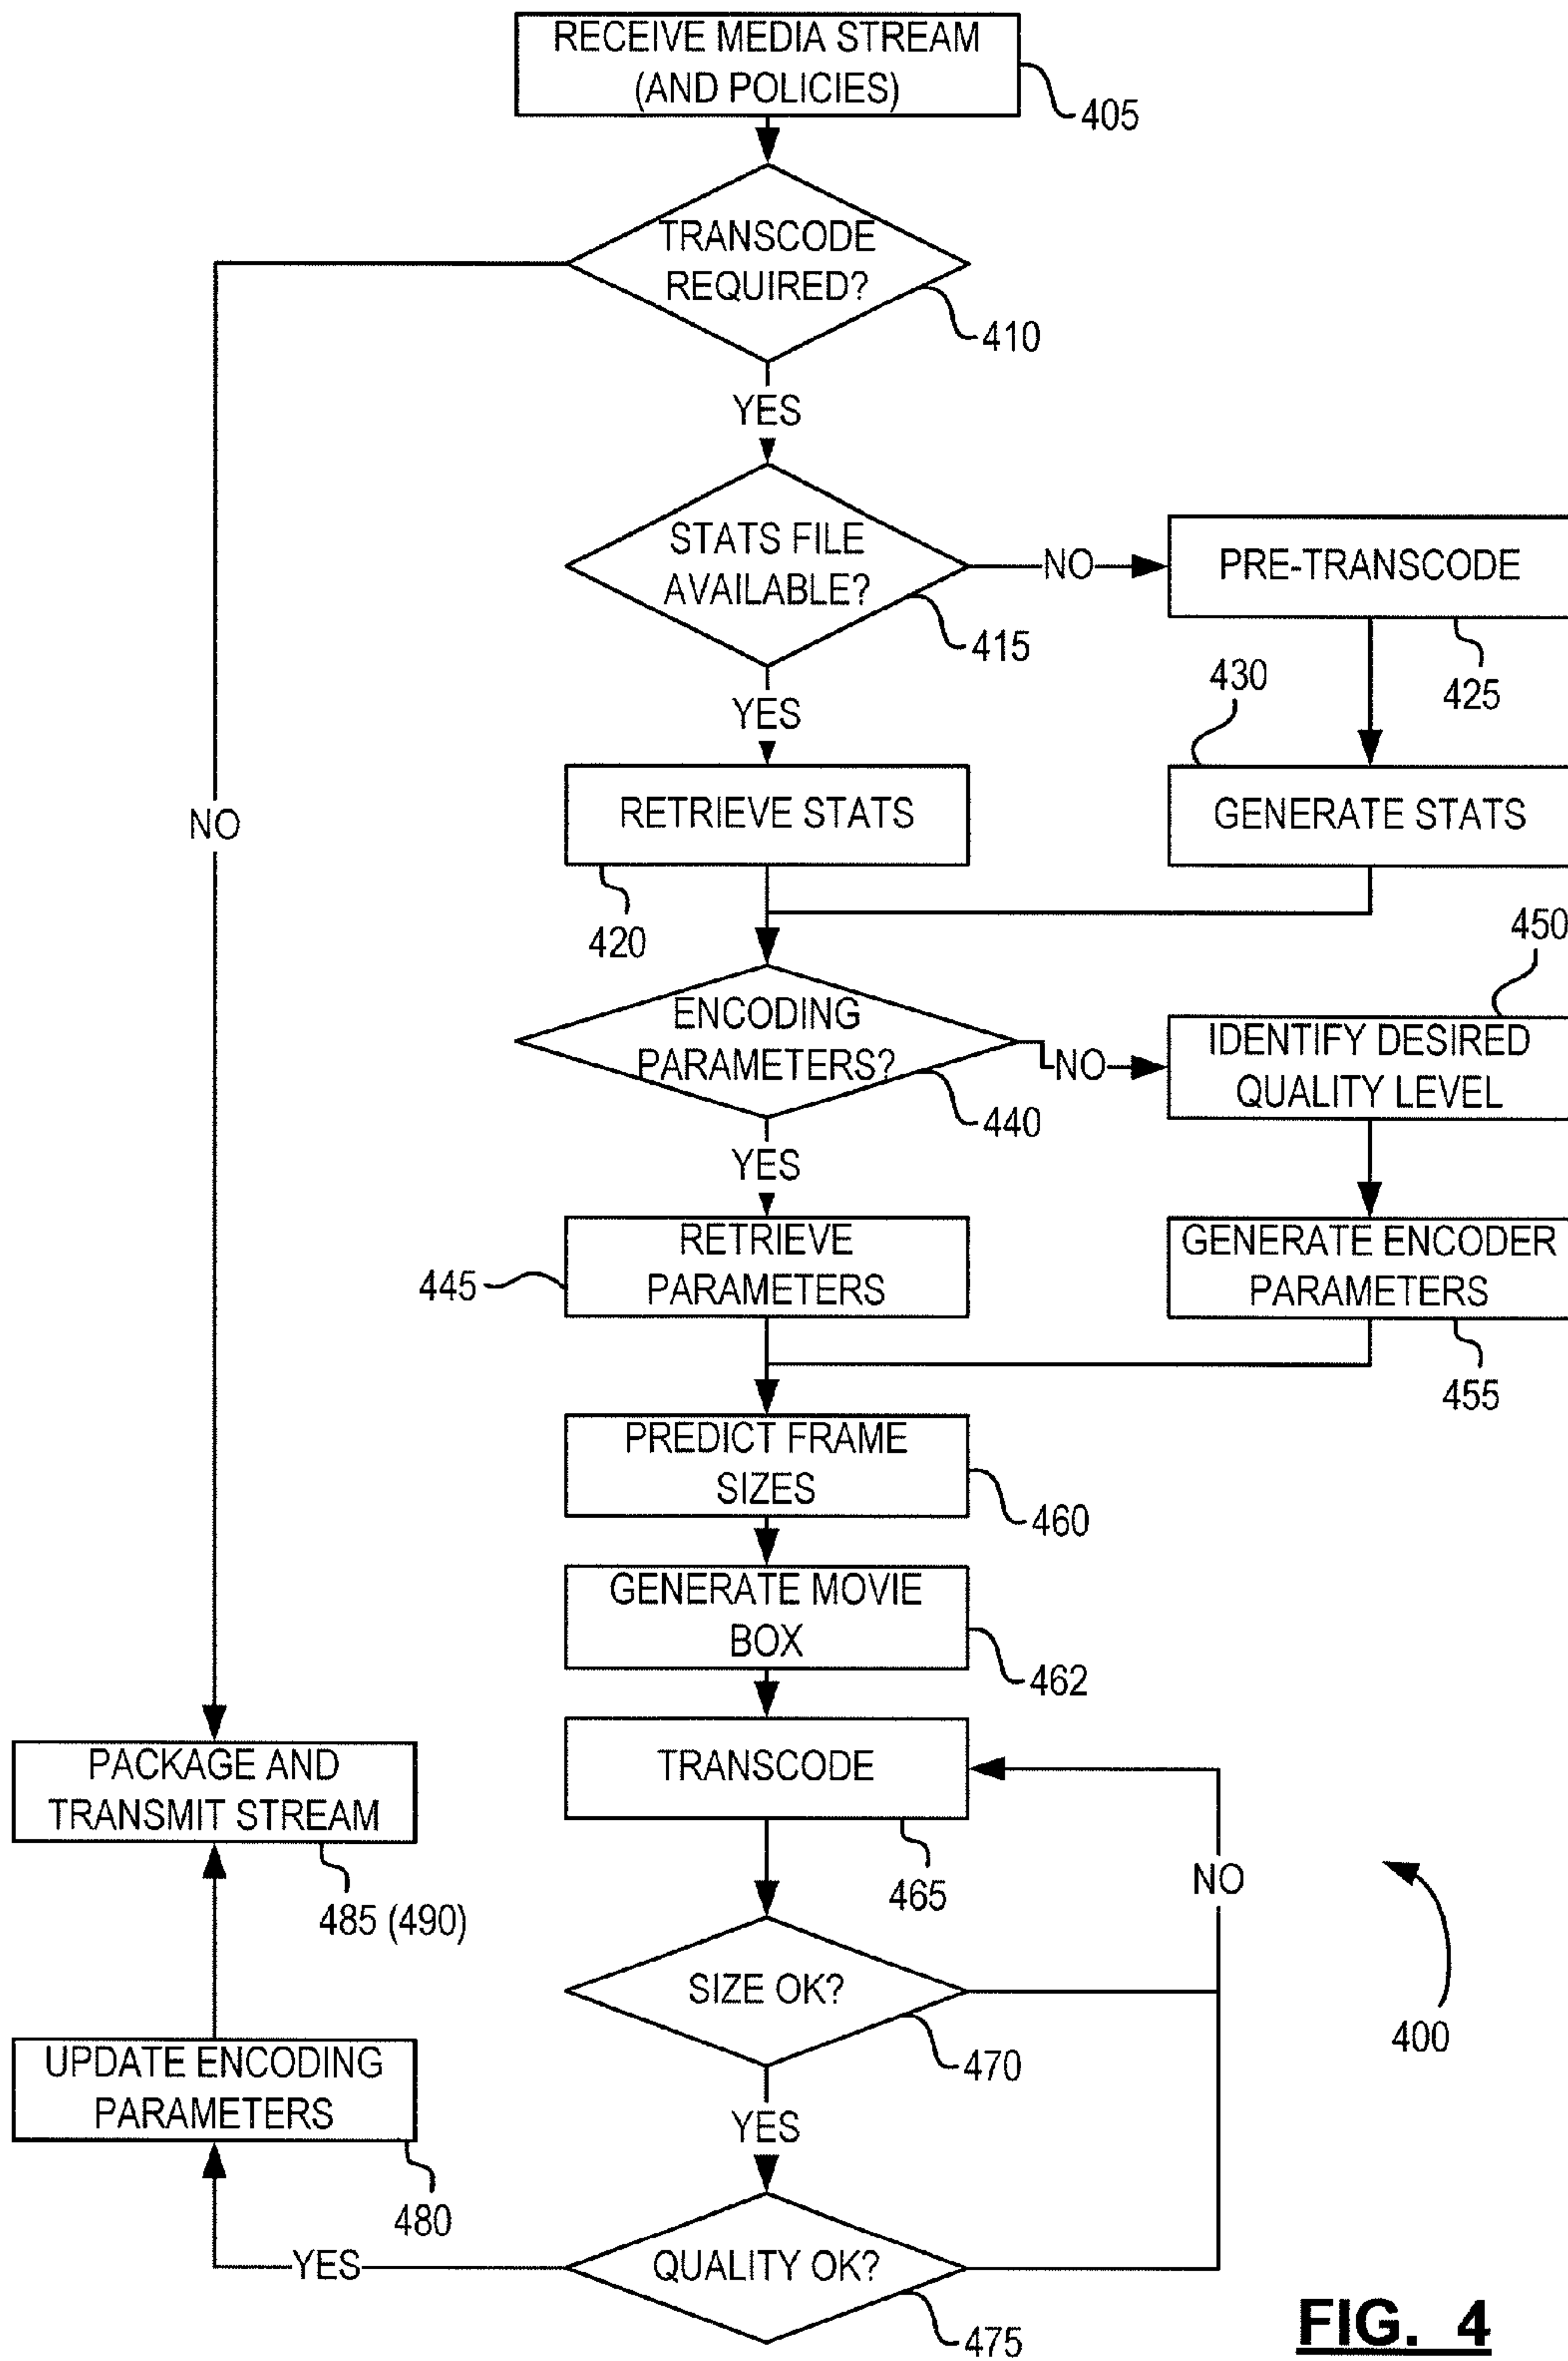 RECEIVE MEDIA STREAM
(AND POLICIES)
405
TRANSCODE
REQUIRED?
410
YES
STATS FILE
AVAILABLE?
415
NO
PRE-TRANSCODE
425
430
YES
RETRIEVE STATS
420
GENERATE STATS
NO
450
ENCODING
PARAMETERS?
440
NO
IDENTIFY DESIRED
QUALITY LEVEL
YES
RETRIEVE
PARAMETERS
445
GENERATE ENCODER
PARAMETERS
455
PREDICT FRAME
SIZES
460
GENERATE MOVIE
BOX
462
PACKAGE AND
TRANSMIT STREAM
485 (490)
TRANSCODE
465
NO
SIZE OK?
470
400
YES
UPDATE ENCODING
PARAMETERS
480
YES
QUALITY OK?
475
FIG. 4